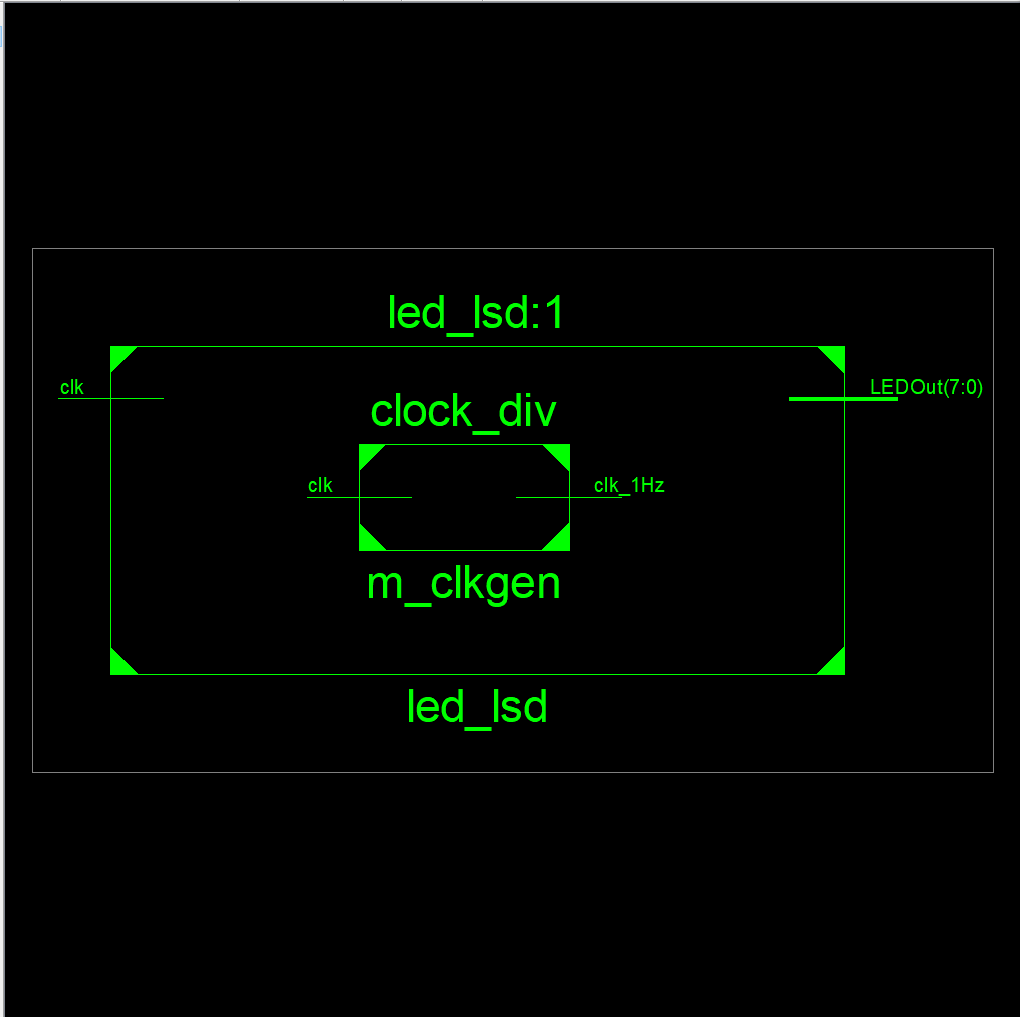 led_lsd:1
clk
LEDOut(7:0)
clock_div
clk
clk_1Hz
m_clkgen
led_lsd